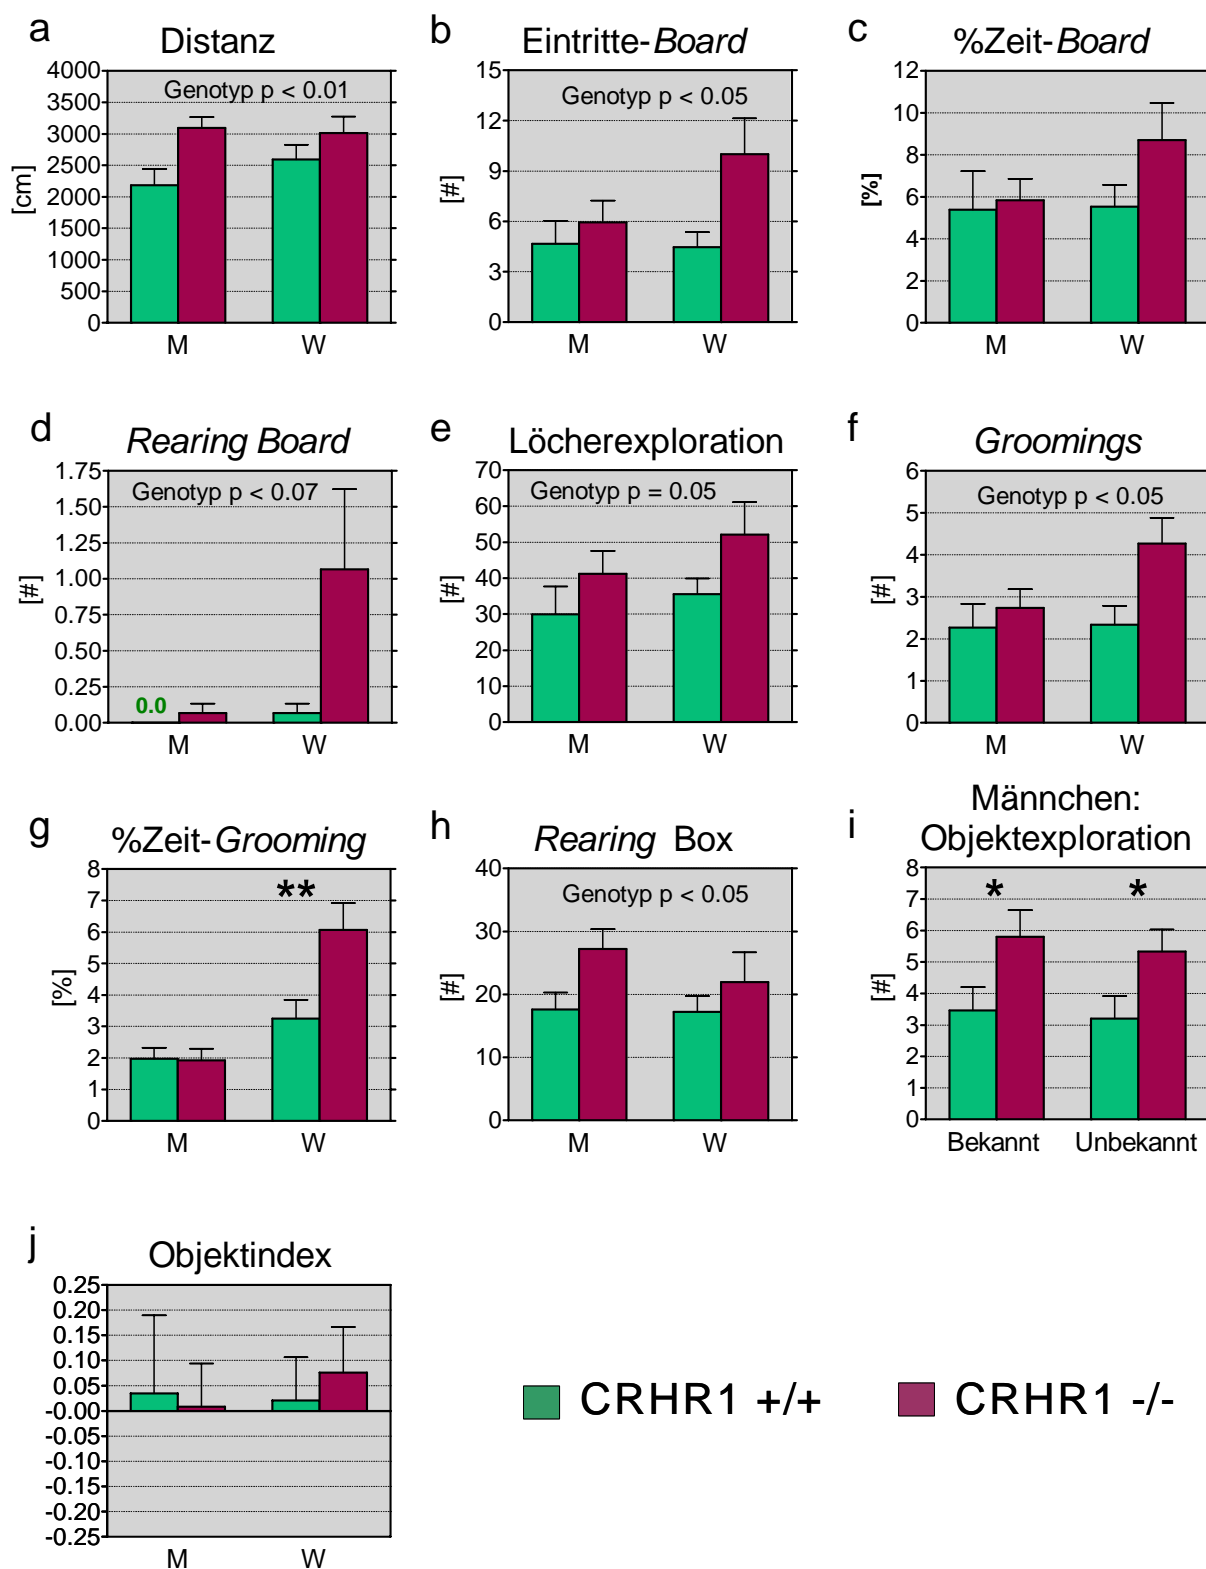 a
Distanz
4000
3500
3000
2500
2000
1500
1000
500
0
[cm]
Genotyp p < 0.01
M W
b
Eintritte-Board
15
12
9
6
3
0
[#]
Genotyp p < 0.05
M W
c
%Zeit-Board
12
10
8
6
4
2
0
[%]
M W
d
Rearing Board
1.75
1.50
1.25
1.00
0.75
0.50
0.25
0.00
[#]
Genotyp p < 0.07
0.0
M W
e
Löcherexploration
70
60
50
40
30
20
10
0
[#]
Genotyp p = 0.05
M W
f
Groomings
6
5
4
3
2
1
0
[#]
Genotyp p < 0.05
M W
g
%Zeit-Grooming
8
7
6
5
4
3
2
1
0
[%]
**
M W
h
Rearing Box
40
30
20
10
0
[#]
Genotyp p < 0.05
M W
i
Männchen:
Objektexploration
8
7
6
5
4
3
2
1
0
[#]
* *
Bekannt Unbekannt
j
Objektindex
0.25
0.20
0.15
0.10
0.05
-0.00
-0.05
-0.10
-0.15
-0.20
-0.25
M W
CRHR1 +/+ CRHR1 -/-